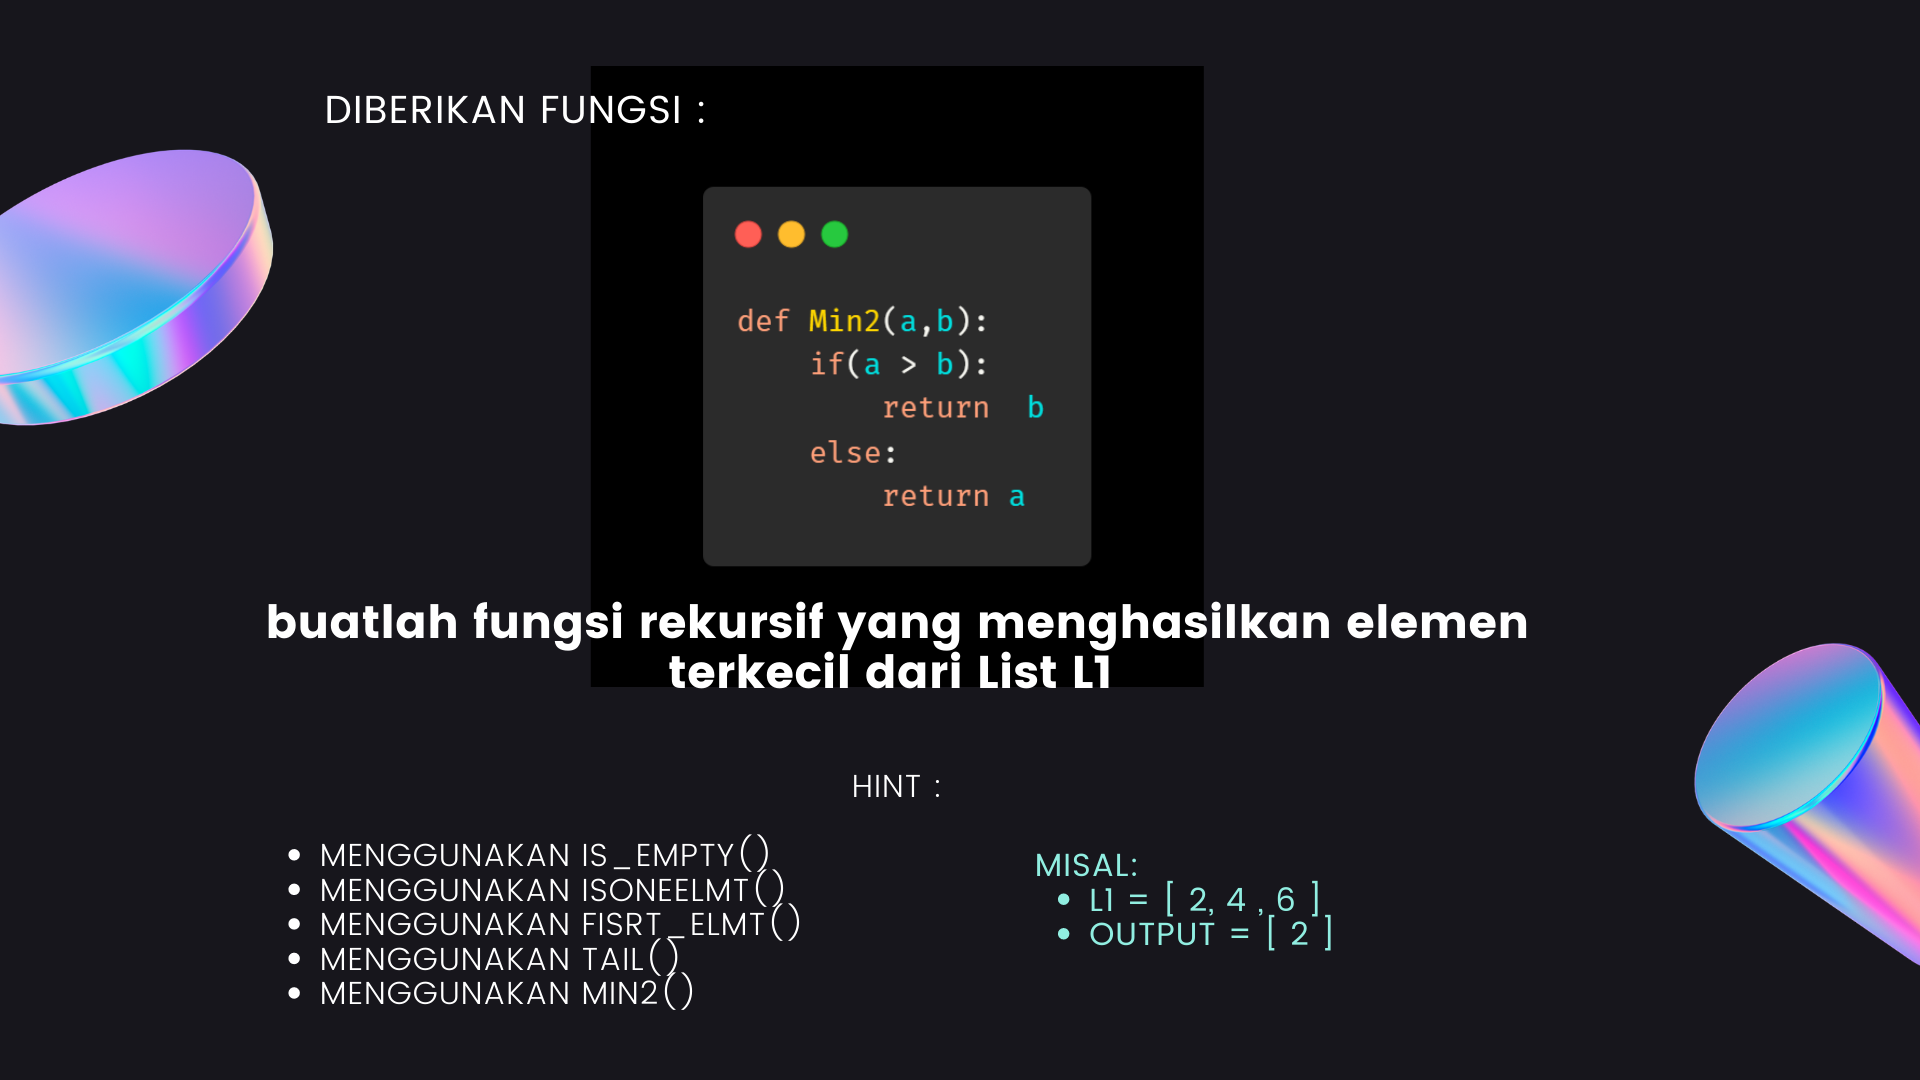 DIBERIKAN FUNGSI :
def Min2(a,b):
    if(a > b):
        return  b
    else:
        return a
buatlah fungsi rekursif yang menghasilkan elemen
terkecil dari List L1
HINT :
• MENGGUNAKAN IS_EMPTY()
• MENGGUNAKAN ISONEELMT()
• MENGGUNAKAN FISRT_ELMT()
• MENGGUNAKAN TAIL()
• MENGGUNAKAN MIN2()
MISAL:
• L1 = [ 2, 4 , 6 ]
• OUTPUT = [ 2 ]